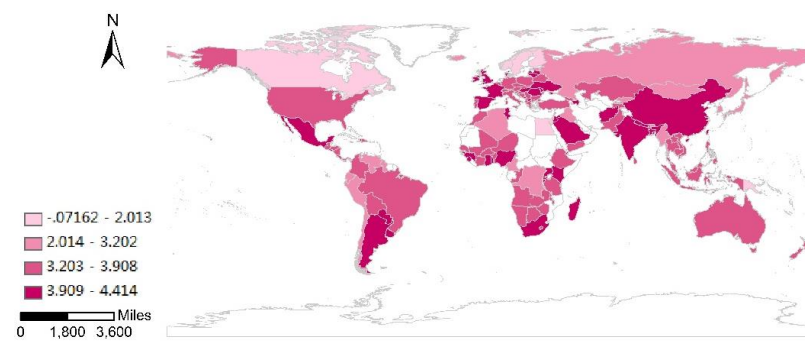 N
-.07162 - 2.013
2.014 - 3.202
3.203 - 3.908
3.909 - 4.414
Miles
0 1,800 3,600